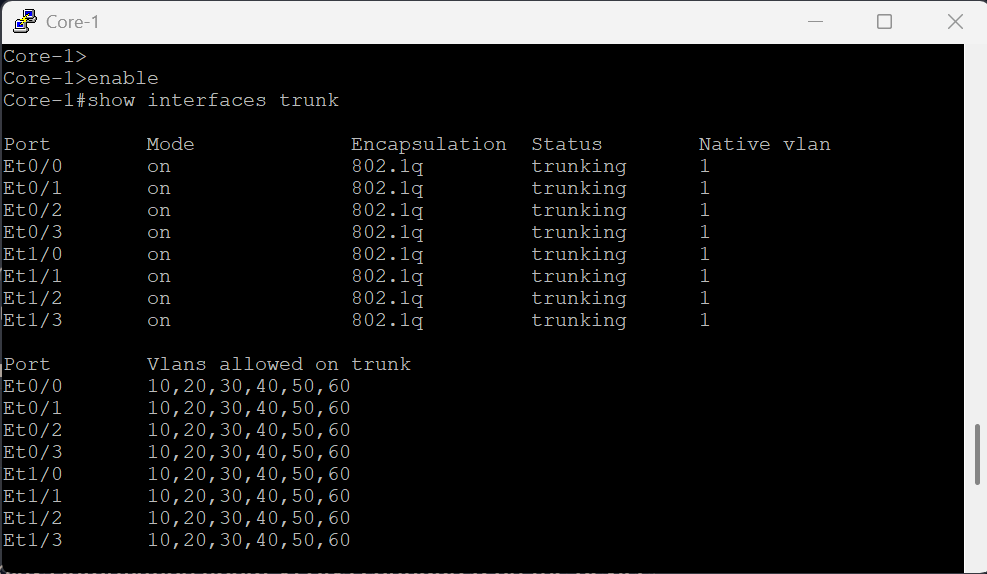 Core-1
Core-1>
Core-1>enable
Core-1#show interfaces trunk
Port Mode Encapsulation Status Native vlan
Et0/0 on 802.1q trunking 1
Et0/1 on 802.1q trunking 1
Et0/2 on 802.1q trunking 1
Et0/3 on 802.1q trunking 1
Et1/0 on 802.1q trunking 1
Et1/1 on 802.1q trunking 1
Et1/2 on 802.1q trunking 1
Et1/3 on 802.1q trunking 1
Port Vlans allowed on trunk
Et0/0 10,20,30,40,50,60
Et0/1 10,20,30,40,50,60
Et0/2 10,20,30,40,50,60
Et0/3 10,20,30,40,50,60
Et1/0 10,20,30,40,50,60
Et1/1 10,20,30,40,50,60
Et1/2 10,20,30,40,50,60
Et1/3 10,20,30,40,50,60